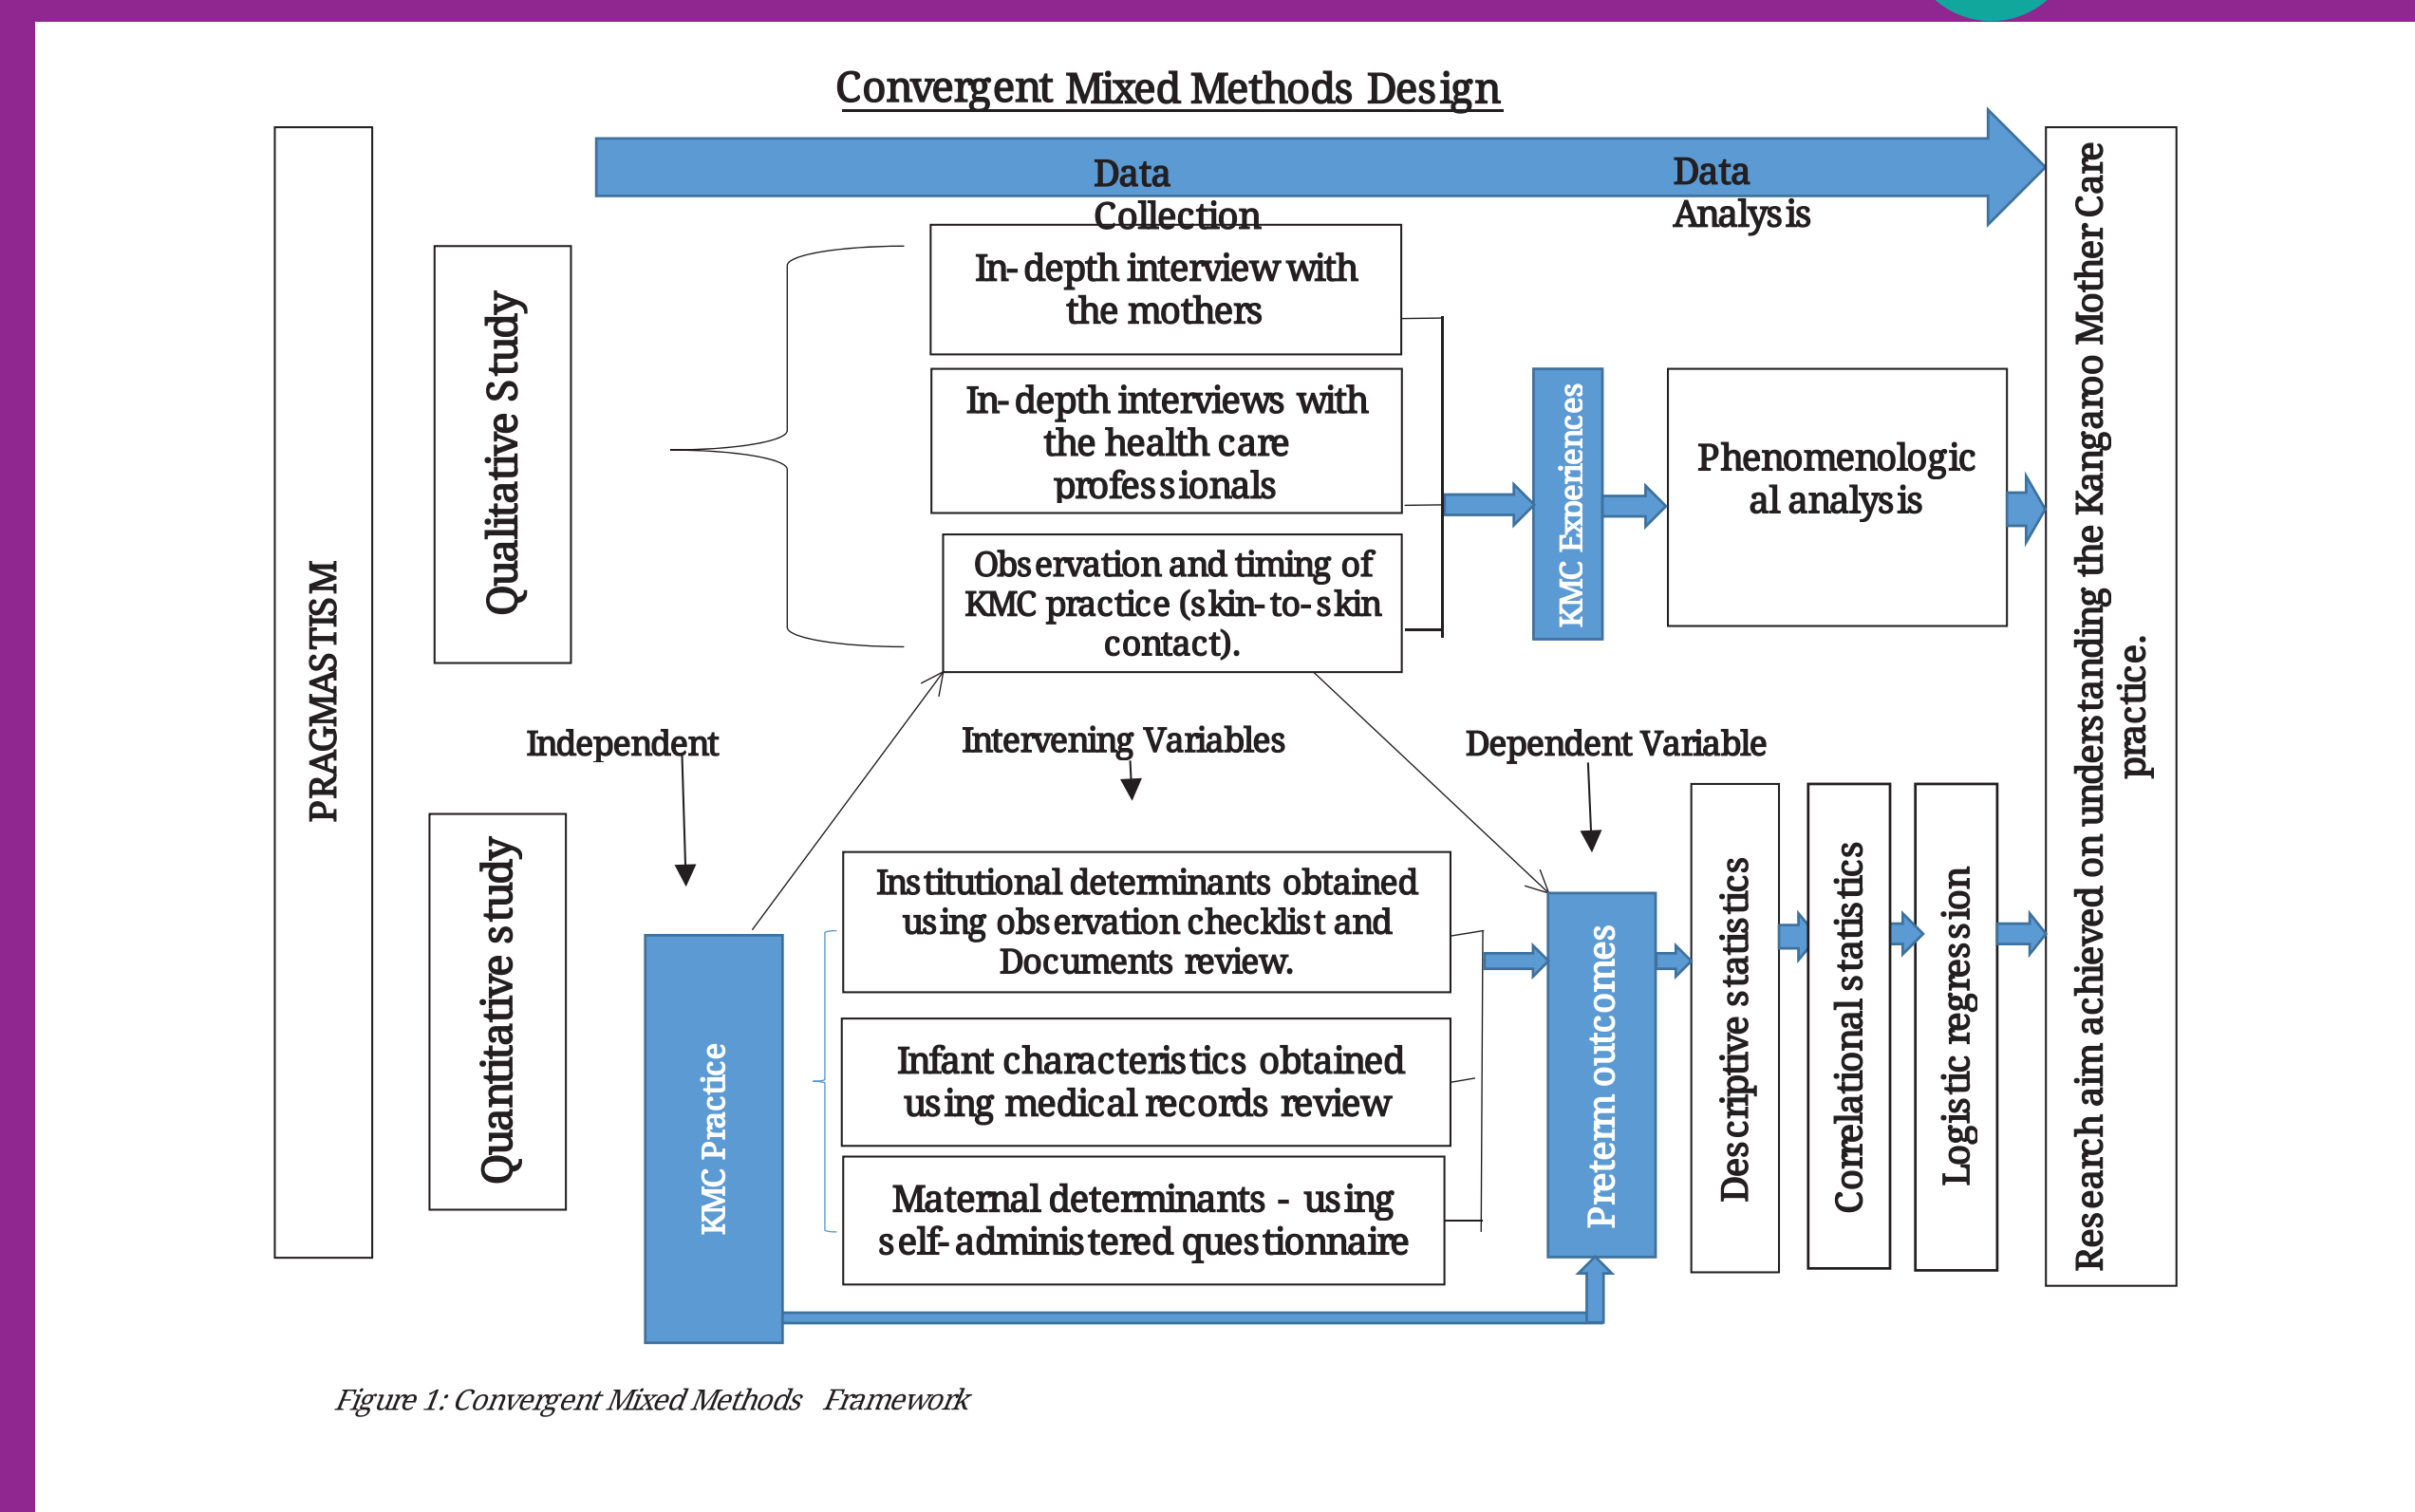 Convergent Mixed Methods Design
Data
Collection
Data
Analysis
PRAGMASTISM
Qualitative Study
In-depth interview with
the mothers
In-depth interviews with
the health care
professionals
Observation and timing of
KMC practice (skin-to-skin
contact).
KMC Experiences
Phenomenologic
al analysis
Research aim achieved on understanding the Kangaroo Mother Care
practice.
Independent
Intervening Variables
Dependent Variable
Quantitative study
KMC Practice
Institutional determinants obtained
using observation checklist and
Documents review.
Infant characteristics obtained
using medical records review
Maternal determinants - using
self-administered questionnaire
Preterm outcomes
Descriptive statistics
Correlational statistics
Logistic regression
Figure 1: Convergent Mixed Methods Framework